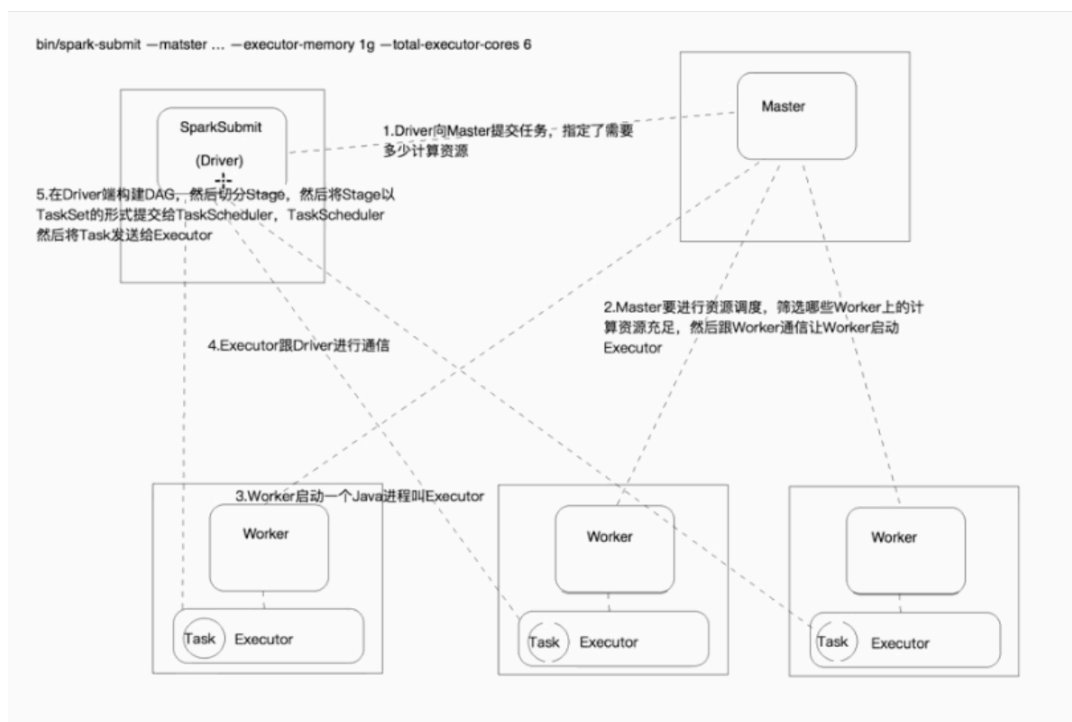 bin/spark-submit —matster ... —executor-memory 1g —total-executor-cores 6
SparkSubmit
(Driver)
Master
1.Driver向Master提交任务，指定了需要
多少计算资源
5.在Driver端构建DAG，然后切分Stage，然后将Stage以
TaskSet的形式提交给TaskScheduler，TaskScheduler
然后将Task发送给Executor
2.Master要进行资源调度，筛选哪些Worker上的计
算资源充足，然后跟Worker通信让Worker启动
Executor
4.Executor跟Driver进行通信
3.Worker启动一个Java进程叫Executor
Worker
Worker
Worker
Task
Executor
Task
Executor
Task
Executor